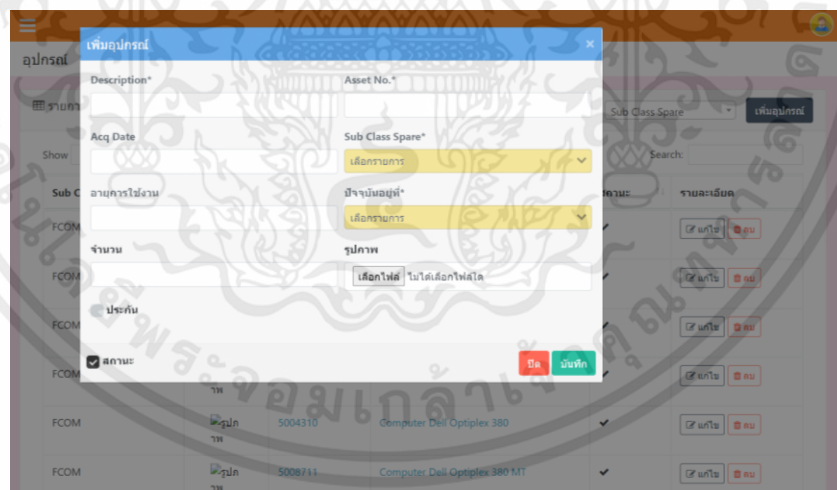 อุปกรณ์
เพิ่มอุปกรณ์ ×
Description* Asset No.*
Acq Date Sub Class Spare*
เลือกรายการ
อายุการใช้งาน ปัจจุบันอยู่ที่*
เลือกรายการ
จำนวน รูปภาพ
เลือกไฟล์ ไม่ได้เลือกไฟล์ใด
ประกัน
สถานะ ปิด บันทึก
Sub Class Spare เพิ่มอุปกรณ์
Show Search:
Sub C รายละเอียด
FCOM แก้ไข ลบ
FCOM แก้ไข ลบ
FCOM แก้ไข ลบ
FCOM แก้ไข ลบ
FCOM รูปภาพ 5004310 Computer Dell Optiplex 380 แก้ไข ลบ
FCOM รูปภาพ 5008711 Computer Dell Optiplex 380 MT แก้ไข ลบ